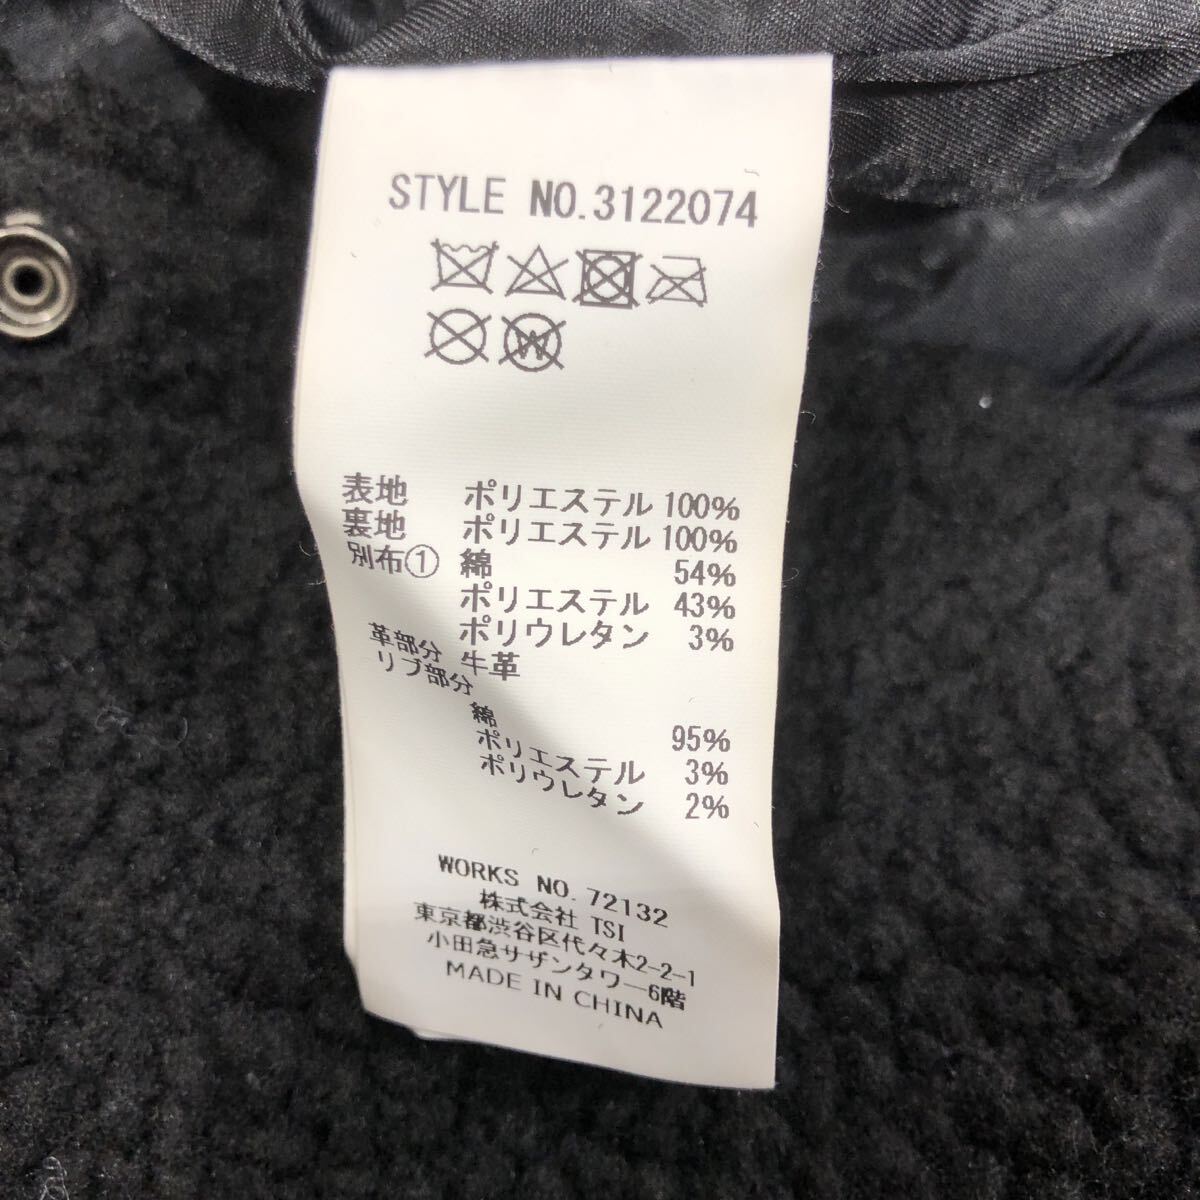 STYLE NO.3122074
W
表地 ポリエステル 100%
裏地 ポリエステル 100%
別布① 綿 54%
ポリエステル 43%
ポリウレタン 3%
革部分 牛革
リブ部分
綿 95%
ポリエステル 3%
ポリウレタン 2%
WORKS NO. 72132
株式会社 TSI
東京都渋谷区代々木2-2-1
小田急サザンタワー6階
MADE IN CHINA